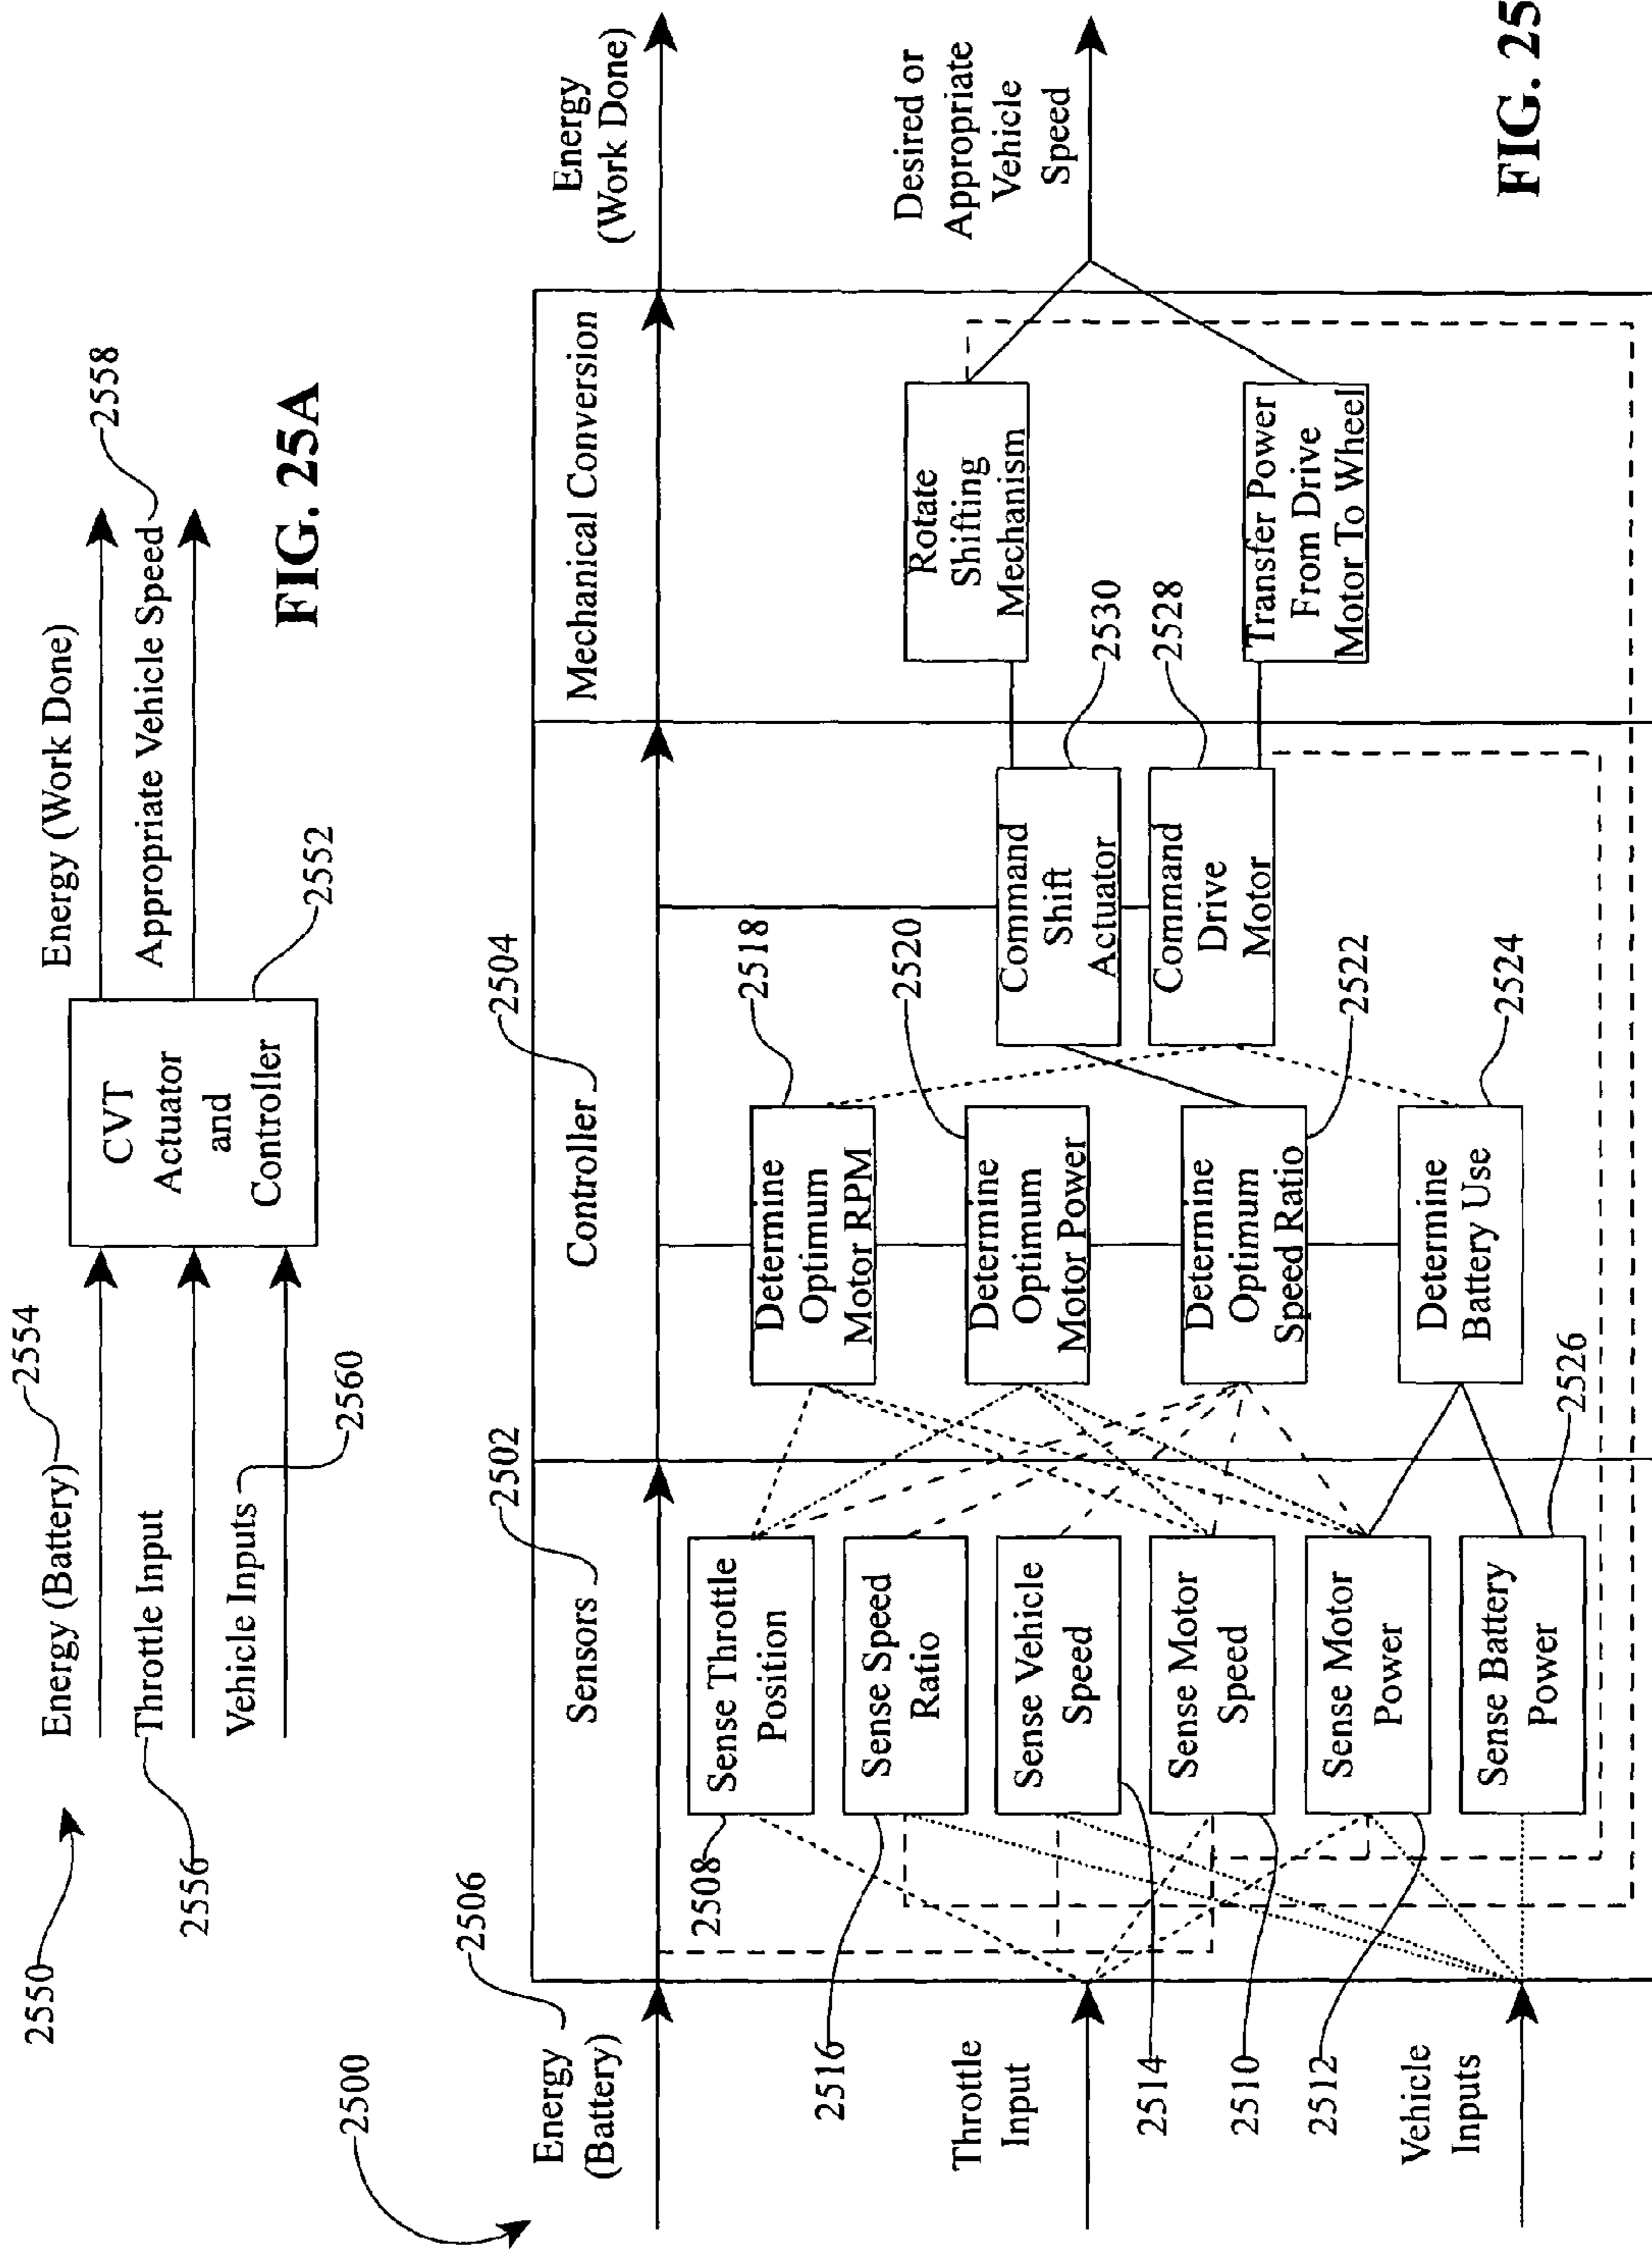 2550
Energy (Battery)
2554
Throttle Input
2556
Vehicle Inputs
2560
CVT
Actuator
and
Controller
2552
Energy (Work Done)
Appropriate Vehicle Speed
2558
FIG. 25A
2500
Energy
(Battery)
2506
Throttle
Input
Vehicle
Inputs
Sensors
2502
Sense Throttle
Position
2508
Sense Speed
Ratio
2516
Sense Vehicle
Speed
2514
Sense Motor
Speed
2510
Sense Motor
Power
2512
Sense Battery
Power
2526
Controller
2504
Determine
Optimum
Motor RPM
2518
Determine
Optimum
Motor Power
2520
Determine
Optimum
Speed Ratio
2522
Determine
Battery Use
2524
Command
Shift
Actuator
2530
Command
Drive
Motor
2528
Mechanical Conversion
Rotate
Shifting
Mechanism
Transfer Power
From Drive
Motor To Wheel
Energy
(Work Done)
Desired or
Appropriate
Vehicle
Speed
FIG. 25